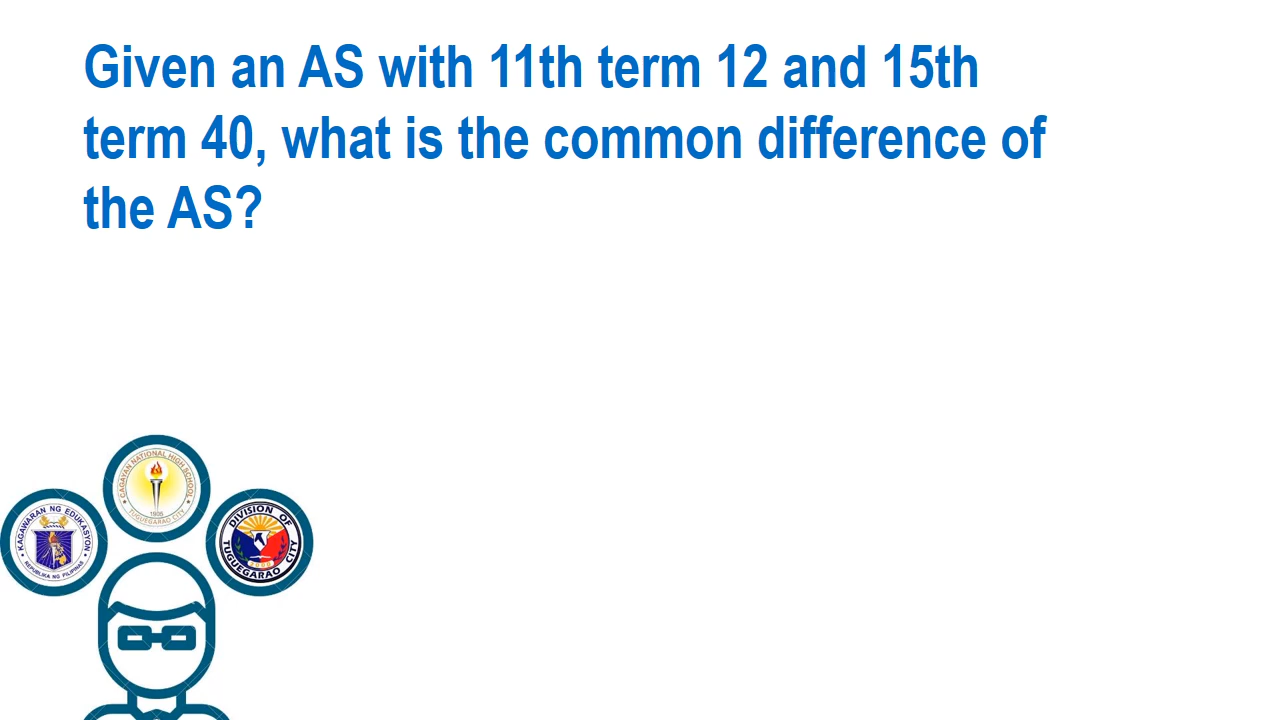 Given an AS with 11th term 12 and 15th
term 40, what is the common difference of
the AS?
CAGAYAN NATIONAL HIGH SCHOOL
1905
TUGUEGARAO CITY
KAGAWARAN NG EDUKASYON
REPUBLIKA NG PILIPINAS
DIVISION OF
TUGUEGARAO CITY